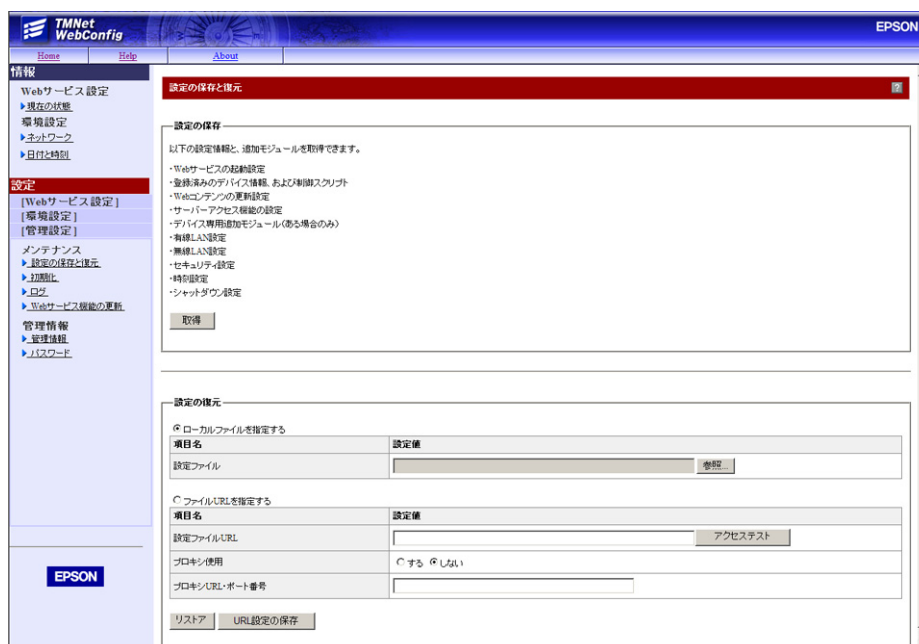 TMNet
WebConfig
EPSON
Home Help About
情報
Webサービス設定
現在の状態
環境設定
ネットワーク
日付と時刻
設定
[Webサービス設定]
[環境設定]
[管理設定]
メンテナンス
設定の保存と復元
初期化
ログ
Webサービス機能の更新
管理情報
管理情報
パスワード
EPSON
設定の保存と復元 ?
設定の保存
以下の設定情報と、追加モジュールを取得できます。
・Webサービスの起動設定
・登録済みのデバイス情報、および制御スクリプト
・Webコンテンツの更新設定
・サーバーアクセス機能の設定
・デバイス専用追加モジュール(ある場合のみ)
・有線LAN設定
・無線LAN設定
・セキュリティ設定
・時刻設定
・シャットダウン設定
取得
設定の復元
ローカルファイルを指定する
項目名 設定値
設定ファイル 参照...
ファイルURLを指定する
項目名 設定値
設定ファイルURL アクセステスト
プロキシ使用 する しない
プロキシURL・ポート番号
リストア URL設定の保存